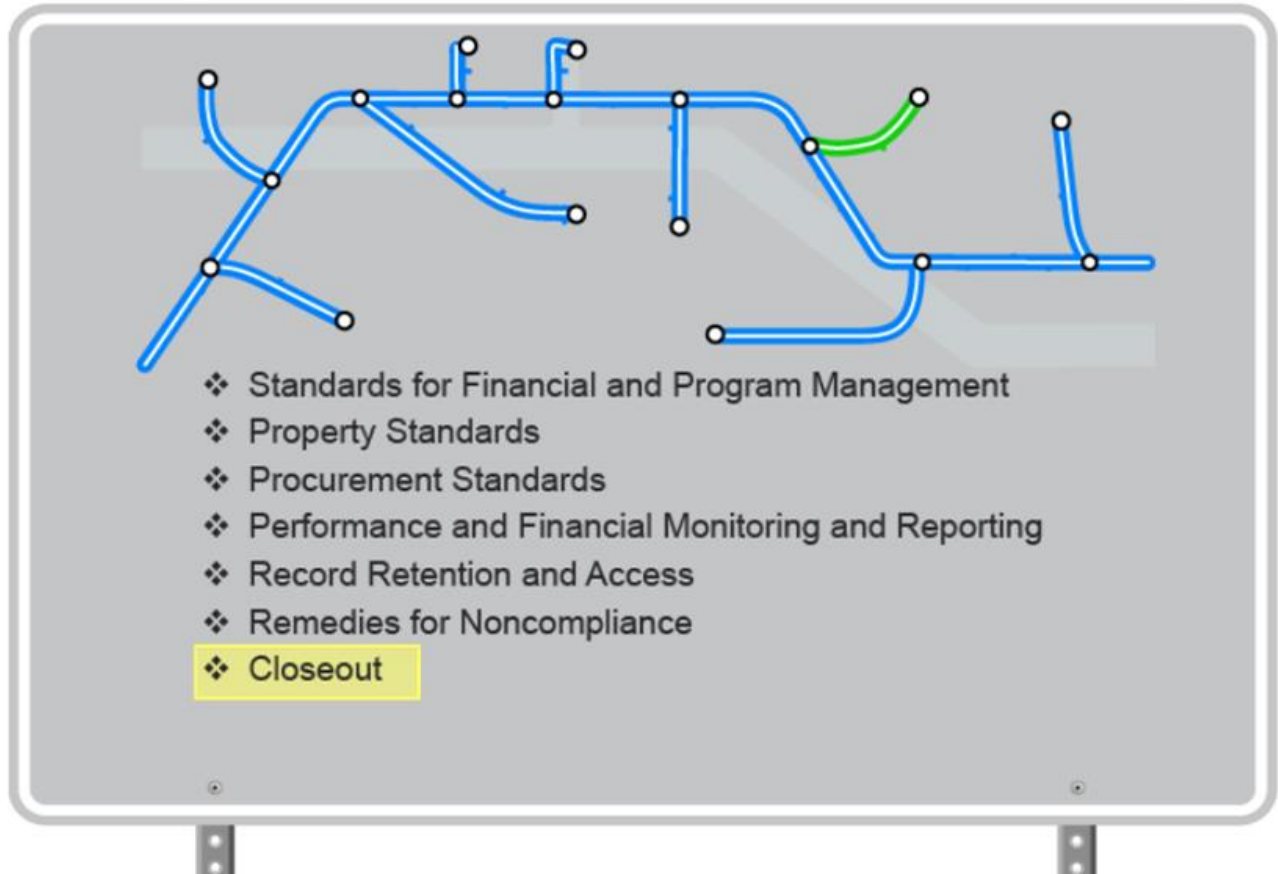 Standards for Financial and Program Management
Property Standards
Procurement Standards
Performance and Financial Monitoring and Reporting
Record Retention and Access
Remedies for Noncompliance
Closeout